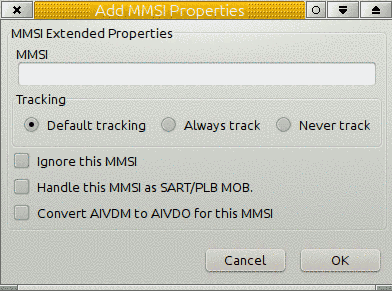 Add MMSI Properties
MMSI Extended Properties
MMSI
Tracking
Default tracking Always track Never track
Ignore this MMSI
Handle this MMSI as SART/PLB MOB.
Convert AIVDM to AIVDO for this MMSI
Cancel OK